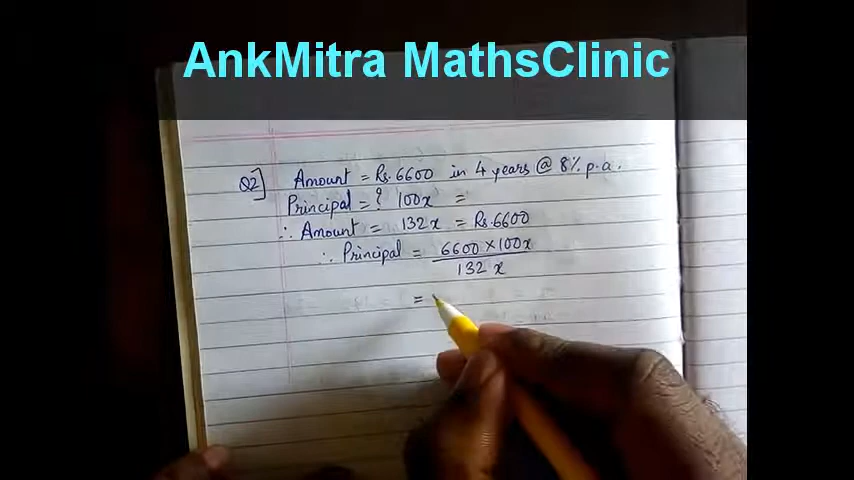 AnkMitra MathsClinic
Q2] Amount = Rs. 6600 in 4 years @ 8% p.a.
Principal = ? 100x =
∴ Amount = 132x = Rs. 6600
∴ Principal = 6600 × 100x
132 x
=